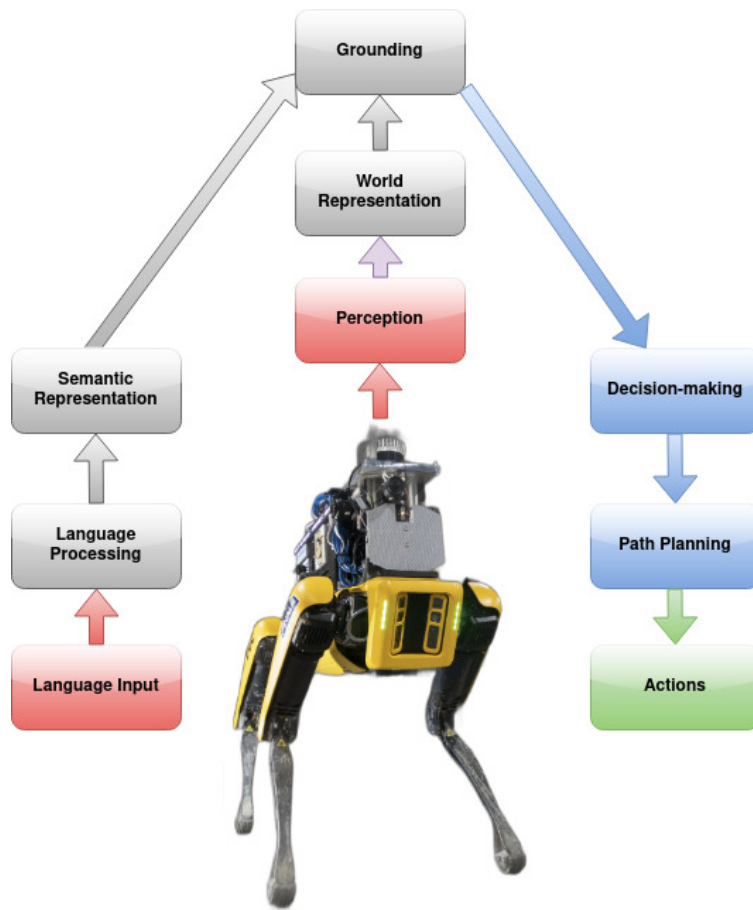 Grounding
World
Representation
Perception
Semantic
Representation
Decision-making
Language
Processing
Path Planning
Language Input
Actions